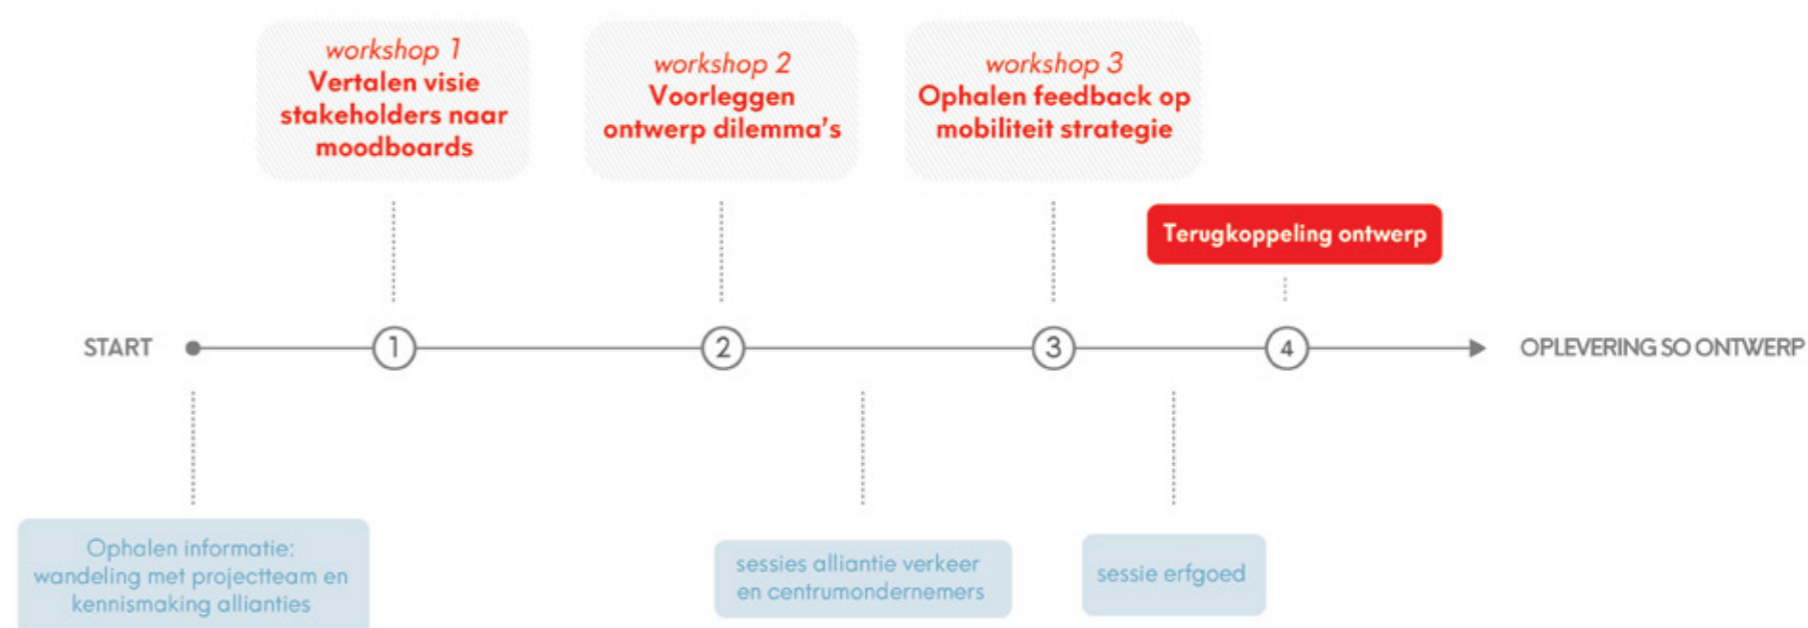 workshop 1
Vertalen visie
stakeholders naar
moodboards
workshop 2
Voorleggen
ontwerp dilemma's
workshop 3
Ophalen feedback op
mobiliteit strategie
Terugkoppeling ontwerp
START
1
2
3
4
OPLEVERING SO ONTWERP
Ophalen informatie:
wandeling met projectteam en
kennismaking allianties
sessies alliantie verkeer
en centrumondernemers
sessie erfgoed